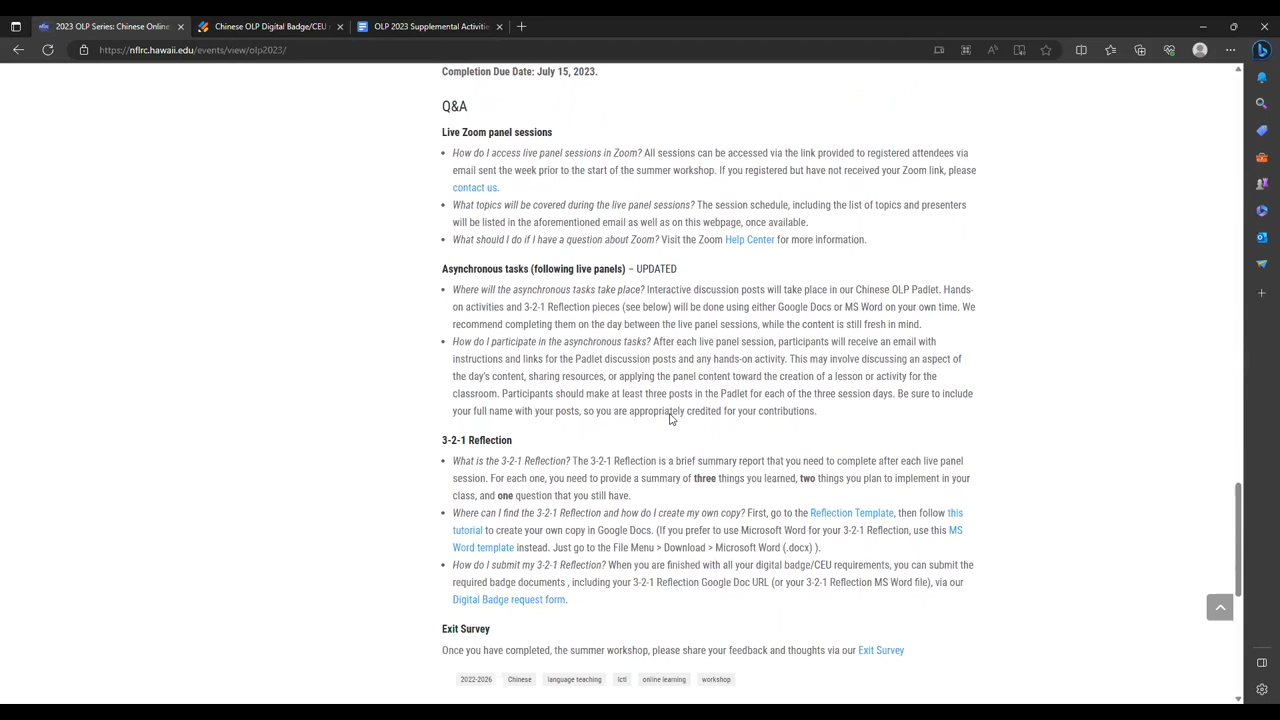 2023 OLP Series: Chinese Online
Chinese OLP Digital Badge/CEU r
OLP 2023 Supplemental Activitie
https://nflrc.hawaii.edu/events/view/olp2023/
Completion Due Date: July 15, 2023.
Q&A
Live Zoom panel sessions
• How do I access live panel sessions in Zoom? All sessions can be accessed via the link provided to registered attendees via
email sent the week prior to the start of the summer workshop. If you registered but have not received your Zoom link, please
contact us.
• What topics will be covered during the live panel sessions? The session schedule, including the list of topics and presenters
will be listed in the aforementioned email as well as on this webpage, once available.
• What should I do if I have a question about Zoom? Visit the Zoom Help Center for more information.
Asynchronous tasks (following live panels) – UPDATED
• Where will the asynchronous tasks take place? Interactive discussion posts will take place in our Chinese OLP Padlet. Hands-
on activities and 3-2-1 Reflection pieces (see below) will be done using either Google Docs or MS Word on your own time. We
recommend completing them on the day between the live panel sessions, while the content is still fresh in mind.
• How do I participate in the asynchronous tasks? After each live panel session, participants will receive an email with
instructions and links for the Padlet discussion posts and any hands-on activity. This may involve discussing an aspect of
the day's content, sharing resources, or applying the panel content toward the creation of a lesson or activity for the
classroom. Participants should make at least three posts in the Padlet for each of the three session days. Be sure to include
your full name with your posts, so you are appropriately credited for your contributions.
3-2-1 Reflection
• What is the 3-2-1 Reflection? The 3-2-1 Reflection is a brief summary report that you need to complete after each live panel
session. For each one, you need to provide a summary of three things you learned, two things you plan to implement in your
class, and one question that you still have.
• Where can I find the 3-2-1 Reflection and how do I create my own copy? First, go to the Reflection Template, then follow this
tutorial to create your own copy in Google Docs. (If you prefer to use Microsoft Word for your 3-2-1 Reflection, use this MS
Word template instead. Just go to the File Menu > Download > Microsoft Word (.docx) ).
• How do I submit my 3-2-1 Reflection? When you are finished with all your digital badge/CEU requirements, you can submit the
required badge documents , including your 3-2-1 Reflection Google Doc URL (or your 3-2-1 Reflection MS Word file), via our
Digital Badge request form.
Exit Survey
Once you have completed, the summer workshop, please share your feedback and thoughts via our Exit Survey
2022-2026 Chinese language teaching lctl online learning workshop